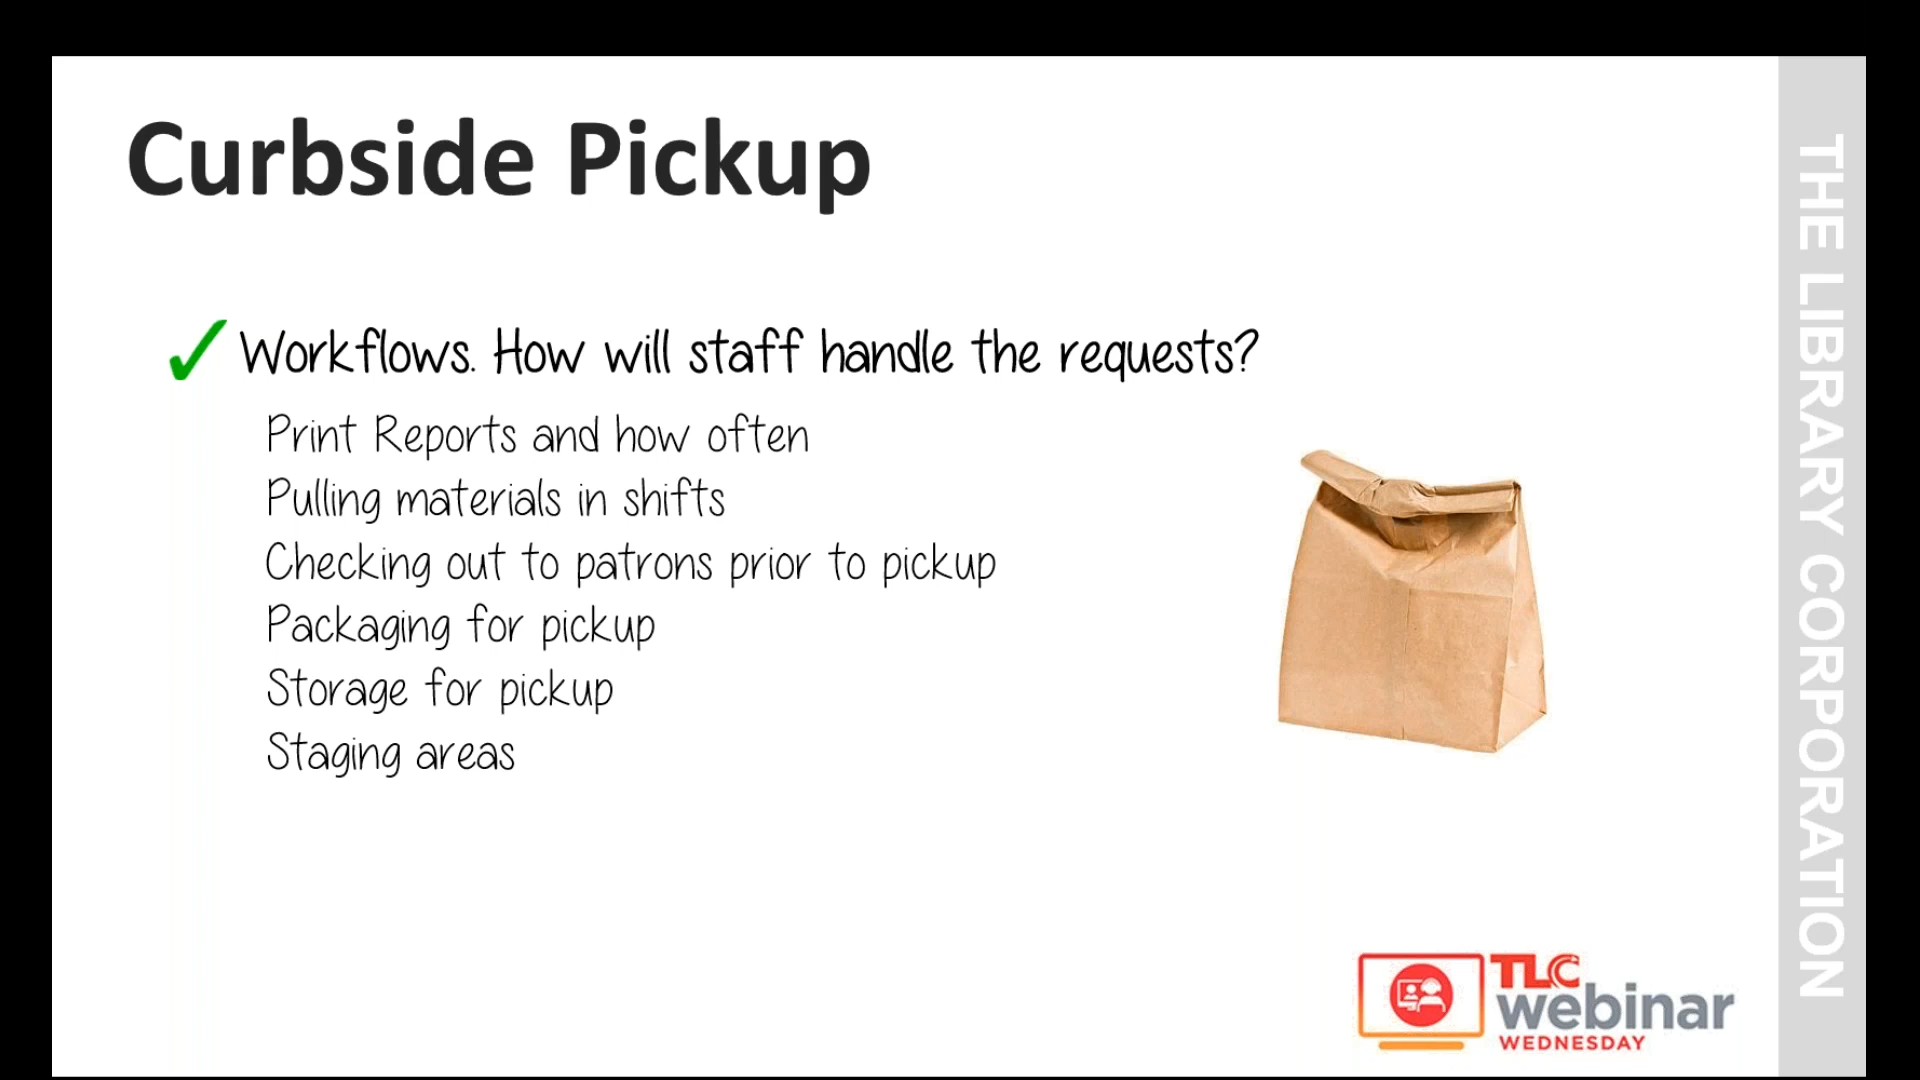 Curbside Pickup
Workflows. How will staff handle the requests?
Print Reports and how often
Pulling materials in shifts
Checking out to patrons prior to pickup
Packaging for pickup
Storage for pickup
Staging areas
THE LIBRARY CORPORATION
TLC
webinar
WEDNESDAY